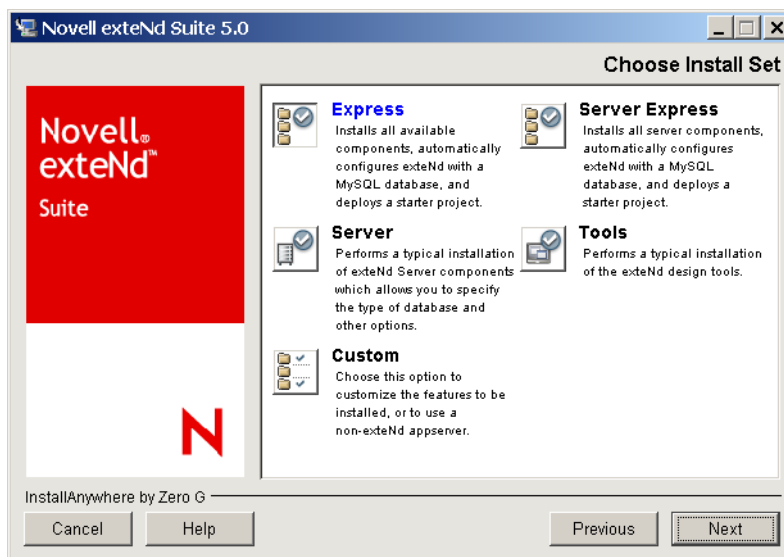 Novell exteNd Suite 5.0
Choose Install Set
Novell®
exteNd™
Suite
Express
Installs all available
components, automatically
configures exteNd with a
MySQL database, and
deploys a starter project.
Server Express
Installs all server components,
automatically configures
exteNd with a MySQL
database, and deploys a
starter project.
Server
Performs a typical installation
of exteNd Server components
which allows you to specify
the type of database and
other options.
Tools
Performs a typical installation
of the exteNd design tools.
Custom
Choose this option to
customize the features to be
installed, or to use a
non-exteNd appserver.
N
InstallAnywhere by Zero G
Cancel
Help
Previous
Next